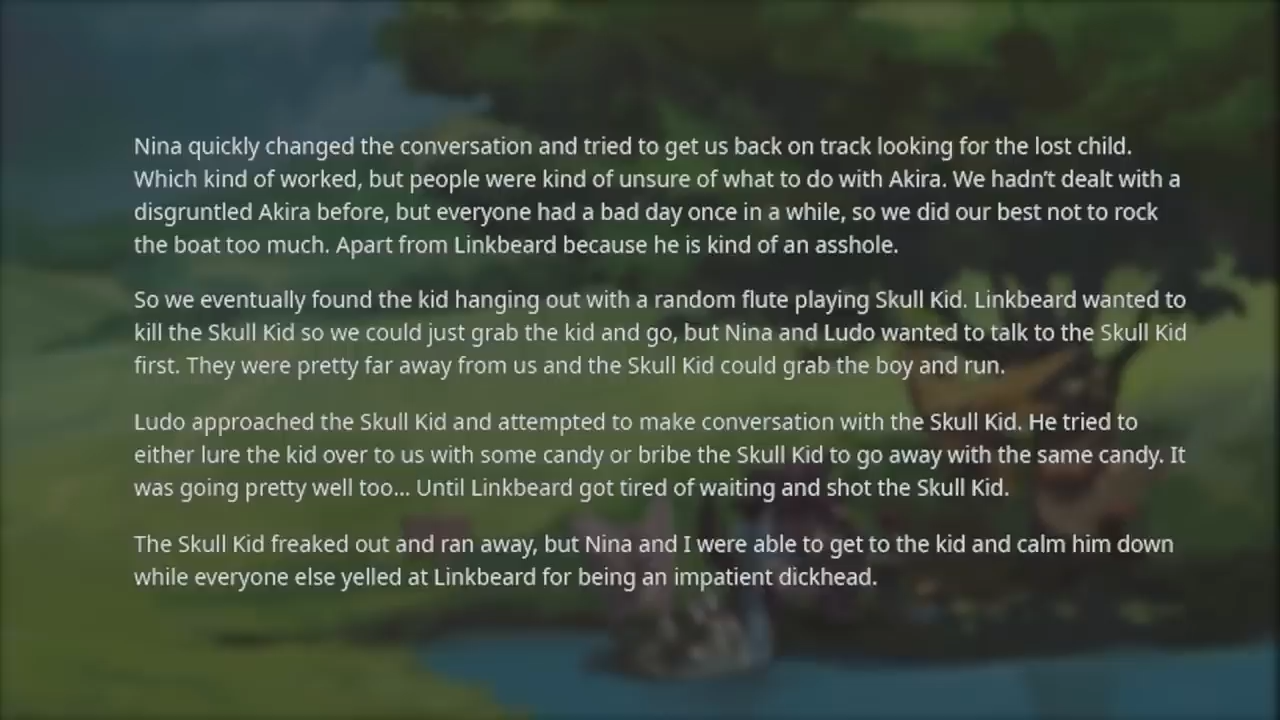 Nina quickly changed the conversation and tried to get us back on track looking for the lost child.
Which kind of worked, but people were kind of unsure of what to do with Akira. We hadn't dealt with a
disgruntled Akira before, but everyone had a bad day once in a while, so we did our best not to rock
the boat too much. Apart from Linkbeard because he is kind of an asshole.
So we eventually found the kid hanging out with a random flute playing Skull Kid. Linkbeard wanted to
kill the Skull Kid so we could just grab the kid and go, but Nina and Ludo wanted to talk to the Skull Kid
first. They were pretty far away from us and the Skull Kid could grab the boy and run.
Ludo approached the Skull Kid and attempted to make conversation with the Skull Kid. He tried to
either lure the kid over to us with some candy or bribe the Skull Kid to go away with the same candy. It
was going pretty well too... Until Linkbeard got tired of waiting and shot the Skull Kid.
The Skull Kid freaked out and ran away, but Nina and I were able to get to the kid and calm him down
while everyone else yelled at Linkbeard for being an impatient dickhead.